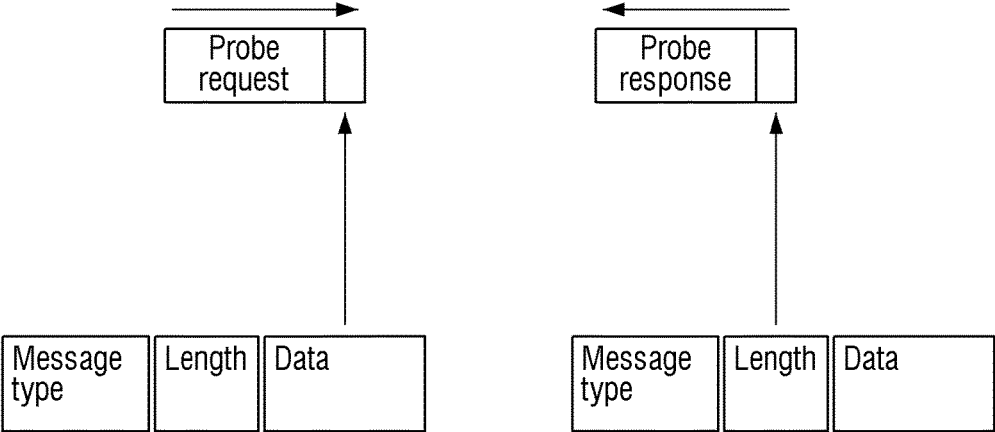 Probe
request
Probe
response
Message
type
Length
Data
Message
type
Length
Data